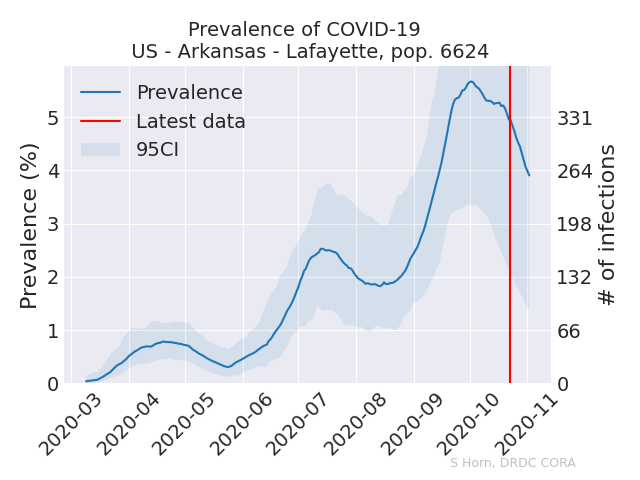 Prevalence of COVID-19
US - Arkansas - Lafayette, pop. 6624
Prevalence
Latest data
95CI
Prevalence (%)
5
4
3
2
1
0
331
264
198
132
66
0
# of infections
2020-03
2020-04
2020-05
2020-06
2020-07
2020-08
2020-09
2020-10
2020-11
S Horn, DRDC CORA